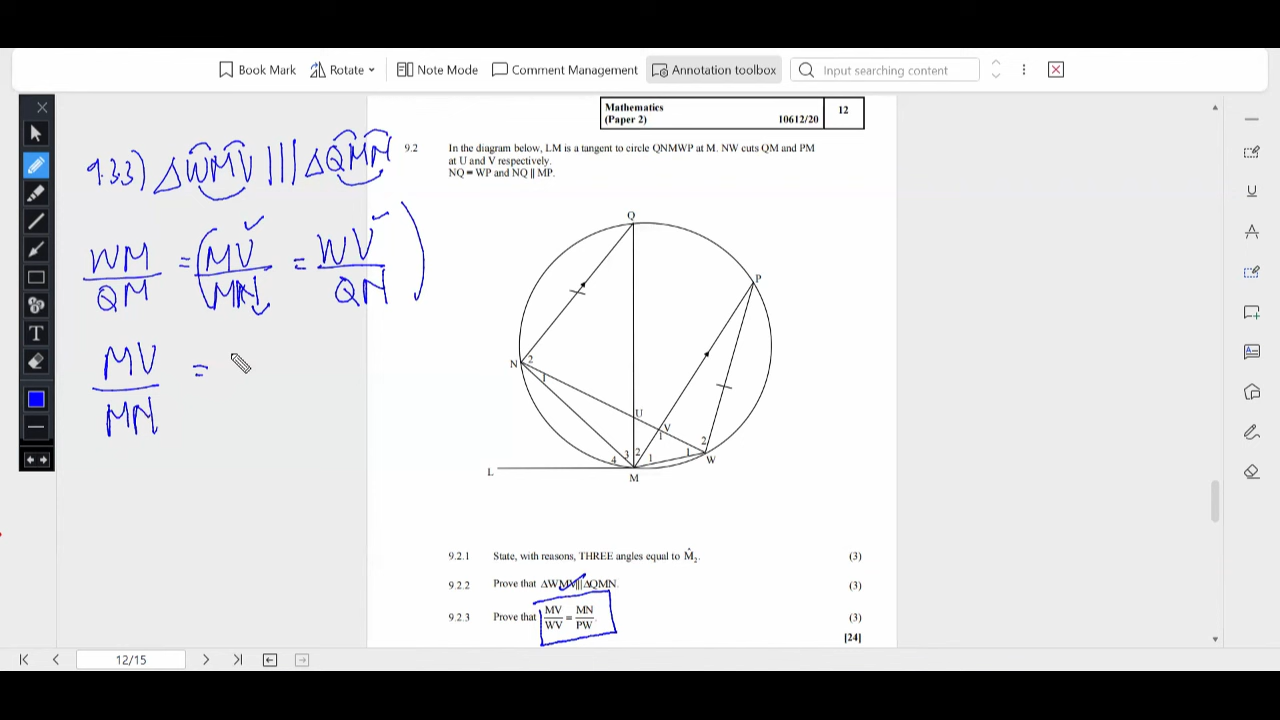 Book Mark Rotate Note Mode Comment Management Annotation toolbox Input searching content
Mathematics
(Paper 2) 10612/20 12
9.3.3) ΔWMV ||| ΔQMN
WM/QM = (MV/MN = WV/QN)
MV/MN =
9.2 In the diagram below, LM is a tangent to circle QNMWP at M. NW cuts QM and PM
at U and V respectively.
NQ = WP and NQ || MP.
Q
P
N 2
1
U
V
1
2
1
W
4 3 2 1
L
M
9.2.1 State, with reasons, THREE angles equal to M̂₂. (3)
9.2.2 Prove that ΔWMV|||ΔQMN. (3)
9.2.3 Prove that MV/WV = MN/PW. (3)
[24]
T
12/15